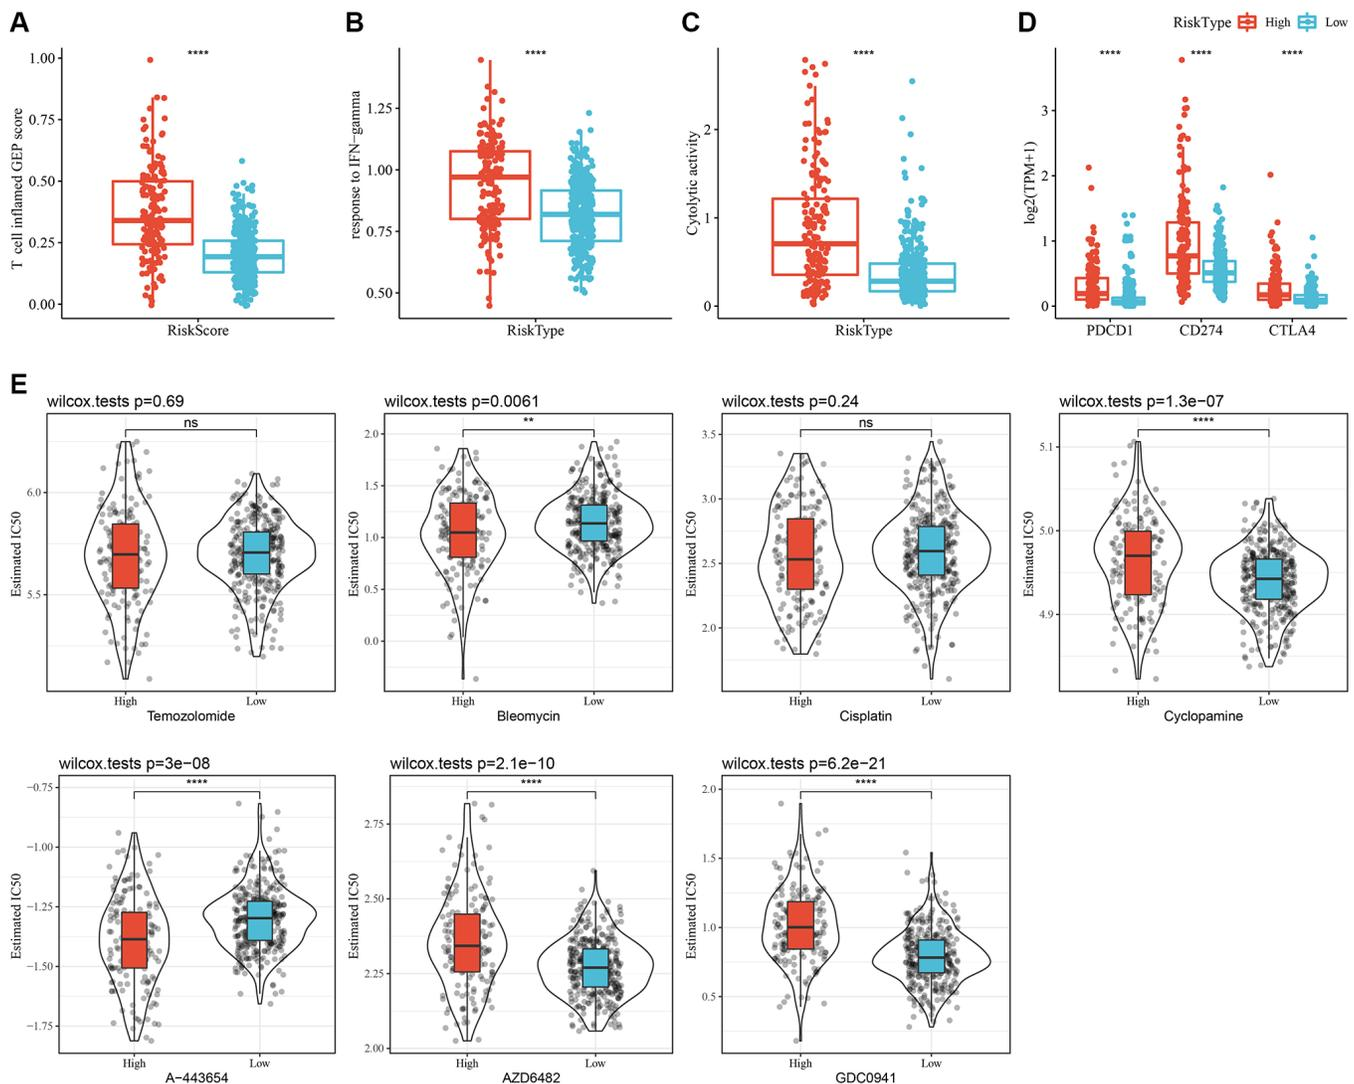 A
B
C
D
RiskType High Low
****
1.00
0.75
0.50
0.25
0.00
T cell inflamed GEP score
RiskScore
****
1.25
1.00
0.75
0.50
response to IFN−gamma
RiskType
****
2
1
0
Cytolytic activity
RiskType
**** **** ****
3
2
1
0
log2(TPM+1)
PDCD1 CD274 CTLA4
E
wilcox.tests p=0.69
ns
6.0
5.5
Estimated IC50
High Low
Temozolomide
wilcox.tests p=0.0061
**
2.0
1.5
1.0
0.5
0.0
Estimated IC50
High Low
Bleomycin
wilcox.tests p=0.24
ns
3.5
3.0
2.5
2.0
Estimated IC50
High Low
Cisplatin
wilcox.tests p=1.3e−07
****
5.1
5.0
4.9
Estimated IC50
High Low
Cyclopamine
wilcox.tests p=3e−08
****
−0.75
−1.00
−1.25
−1.50
−1.75
Estimated IC50
High Low
A−443654
wilcox.tests p=2.1e−10
****
2.75
2.50
2.25
2.00
Estimated IC50
High Low
AZD6482
wilcox.tests p=6.2e−21
****
2.0
1.5
1.0
0.5
Estimated IC50
High Low
GDC0941